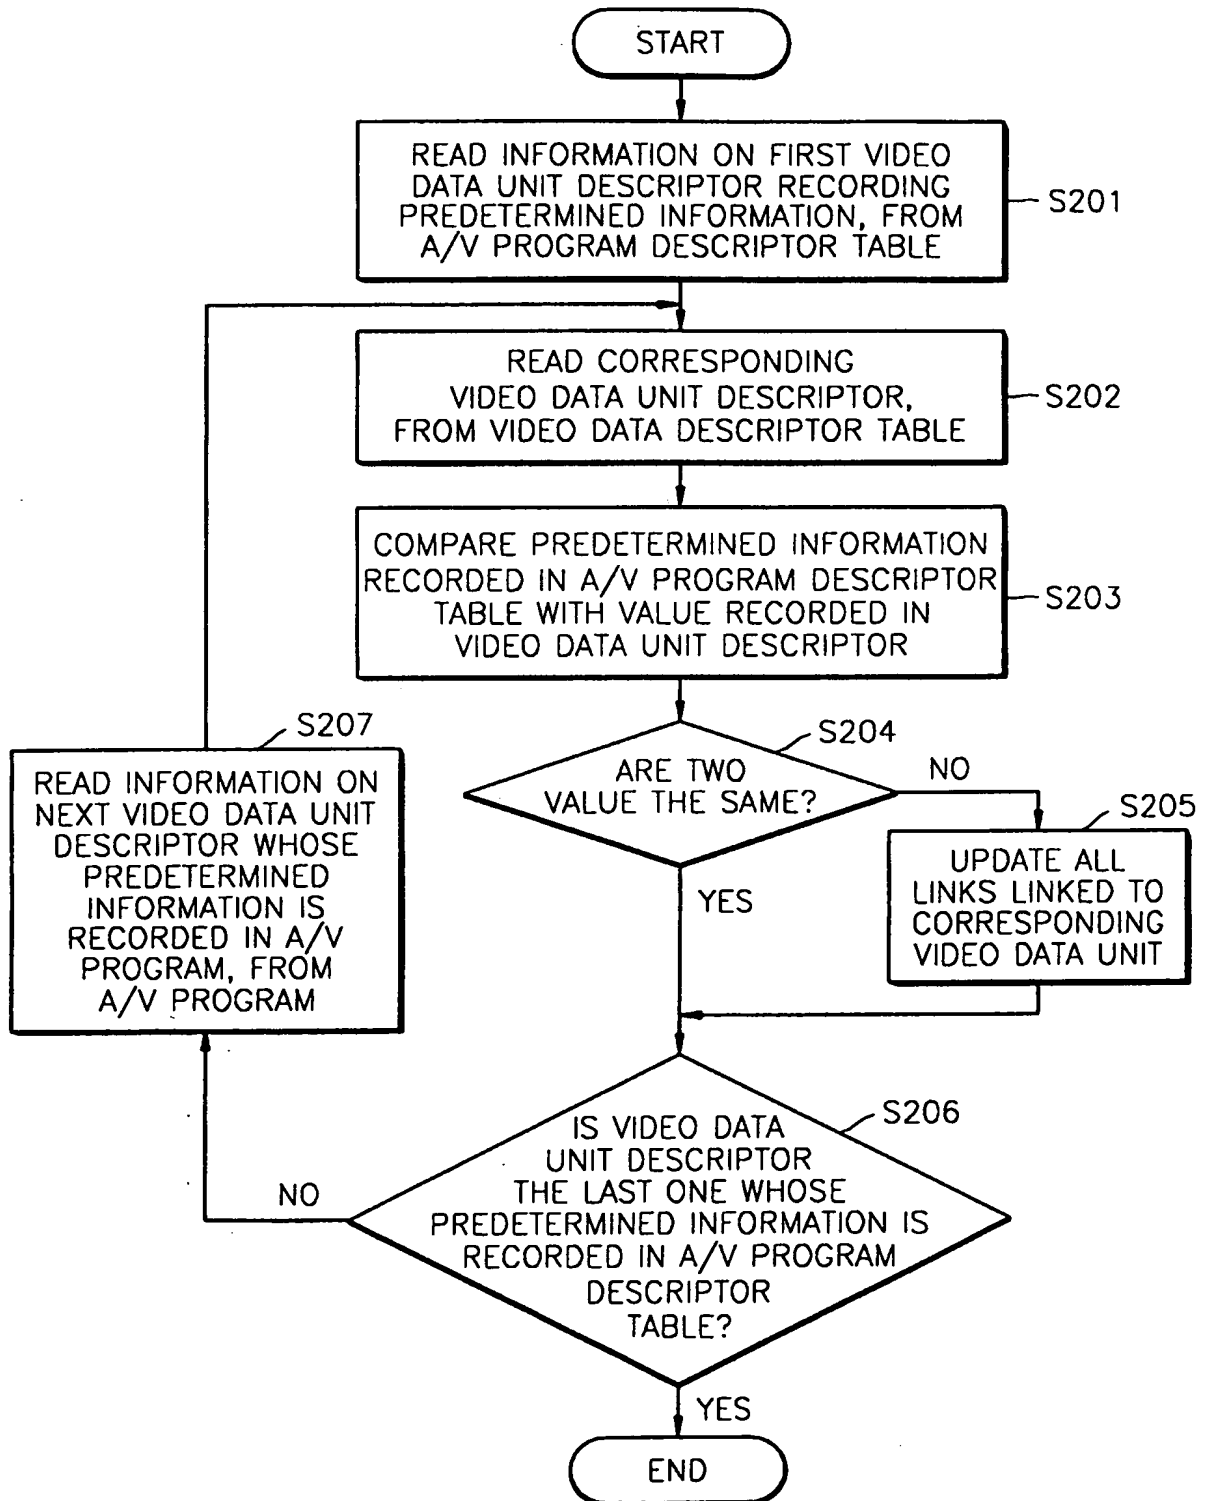 START
READ INFORMATION ON FIRST VIDEO
DATA UNIT DESCRIPTOR RECORDING
PREDETERMINED INFORMATION, FROM
A/V PROGRAM DESCRIPTOR TABLE
S201
READ CORRESPONDING
VIDEO DATA UNIT DESCRIPTOR,
FROM VIDEO DATA DESCRIPTOR TABLE
S202
COMPARE PREDETERMINED INFORMATION
RECORDED IN A/V PROGRAM DESCRIPTOR
TABLE WITH VALUE RECORDED IN
VIDEO DATA UNIT DESCRIPTOR
S203
ARE TWO
VALUE THE SAME?
S204
NO
YES
S205
UPDATE ALL
LINKS LINKED TO
CORRESPONDING
VIDEO DATA UNIT
S207
READ INFORMATION ON
NEXT VIDEO DATA UNIT
DESCRIPTOR WHOSE
PREDETERMINED
INFORMATION IS
RECORDED IN A/V
PROGRAM, FROM
A/V PROGRAM
S206
IS VIDEO DATA
UNIT DESCRIPTOR
THE LAST ONE WHOSE
PREDETERMINED INFORMATION IS
RECORDED IN A/V PROGRAM
DESCRIPTOR
TABLE?
NO
YES
END